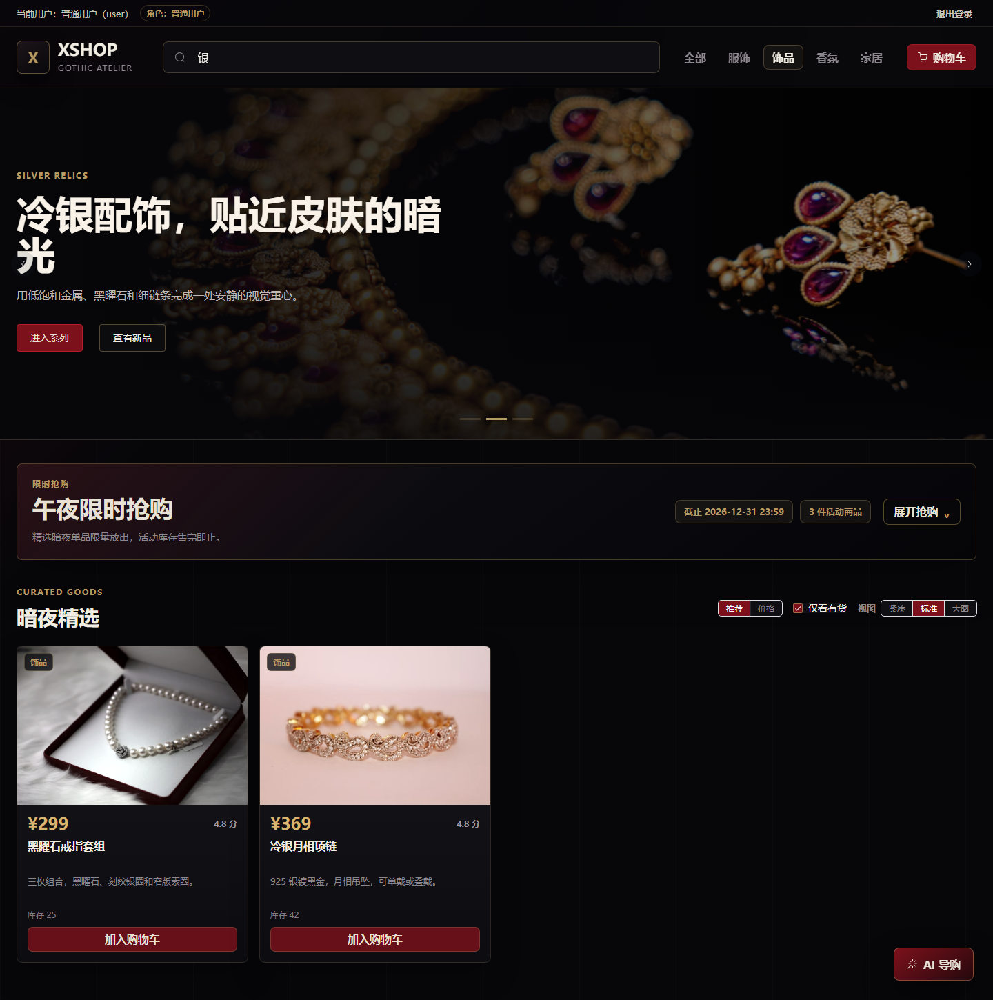 当前用户：普通用户（user）
角色：普通用户
退出登录
X
XSHOP
GOTHIC ATELIER
银
全部
服饰
饰品
香氛
家居
购物车
SILVER RELICS
冷银配饰，贴近皮肤的暗
光
用低饱和金属、黑曜石和细链条完成一处安静的视觉重心。
进入系列
查看新品
限时抢购
午夜限时抢购
精选暗夜单品限量放出，活动库存售完即止。
截止 2026-12-31 23:59
3 件活动商品
展开抢购
CURATED GOODS
暗夜精选
推荐
价格
仅看有货
视图
紧凑
标准
大图
饰品
¥299
4.8 分
黑曜石戒指套组
三枚组合，黑曜石、刻纹银圈和窄版素圈。
库存 25
加入购物车
饰品
¥369
4.8 分
冷银月相项链
925 银镀黑金，月相吊坠，可单戴或叠戴。
库存 42
加入购物车
AI 导购